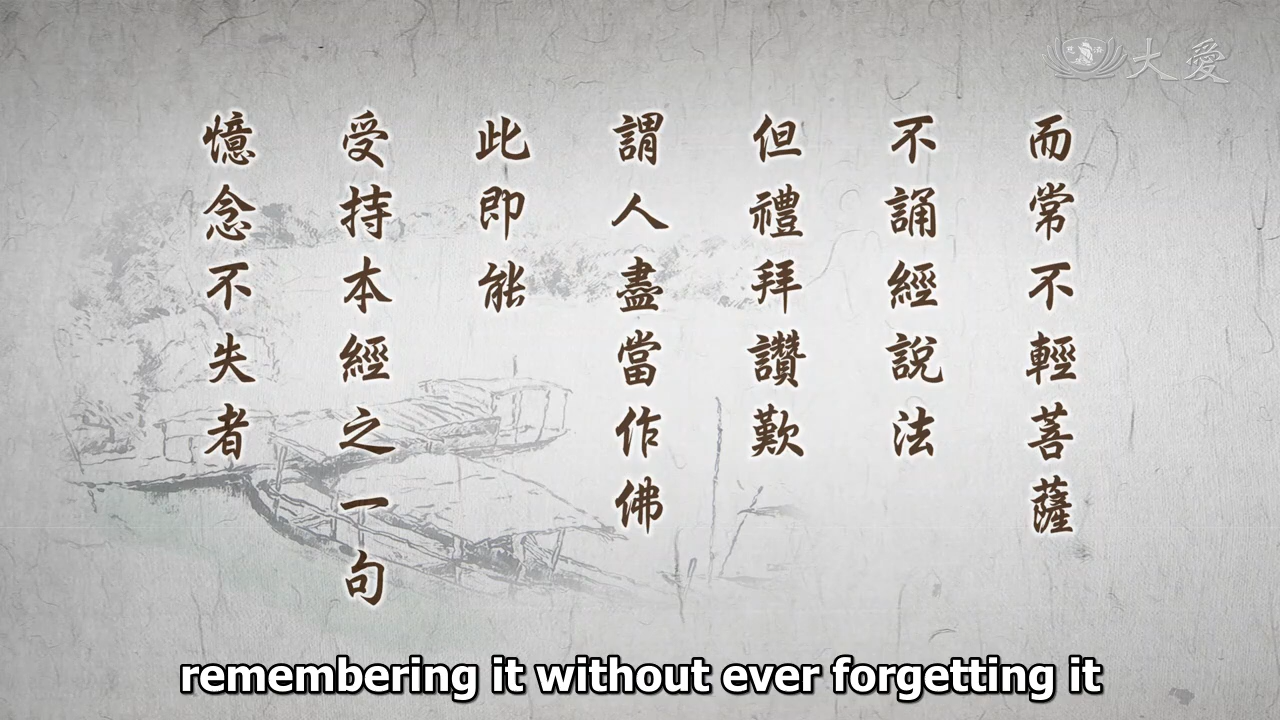 大愛
而常不輕菩薩
不誦經說法
但禮拜讚歎
謂人盡當作佛
此即能
受持本經之一句
憶念不失者
remembering it without ever forgetting it